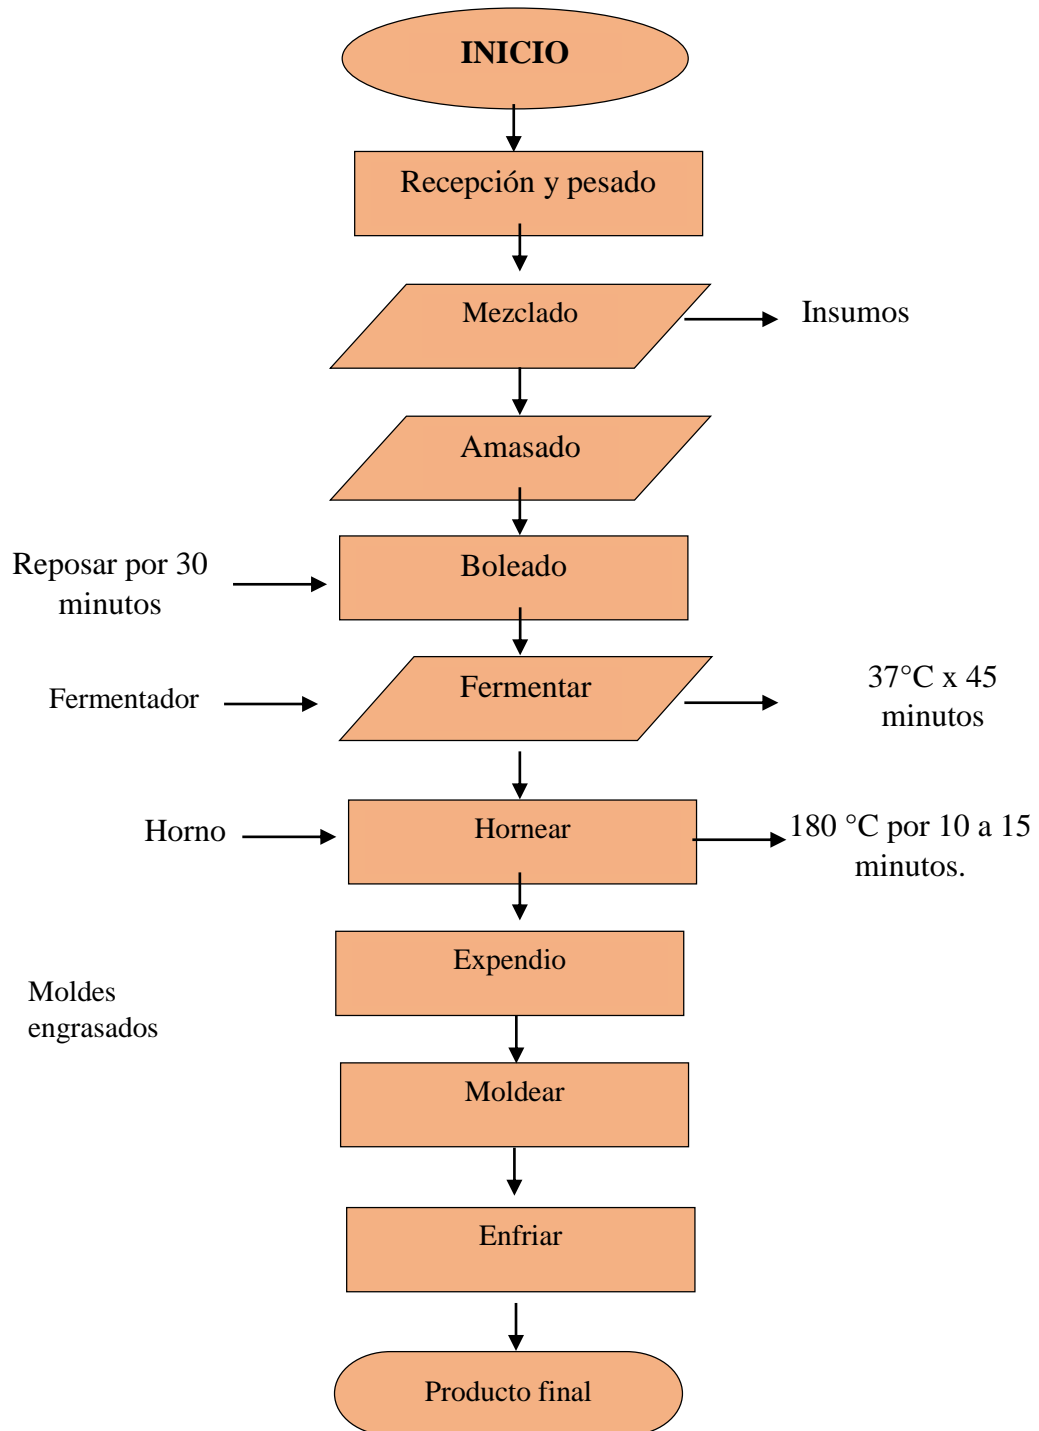 INICIO
Recepción y pesado
Mezclado
Insumos
Amasado
Reposar por 30
minutos
Boleado
Fermentador
Fermentar
37°C x 45
minutos
Horno
Hornear
180 °C por 10 a 15
minutos.
Expendio
Moldes
engrasados
Moldear
Enfriar
Producto final